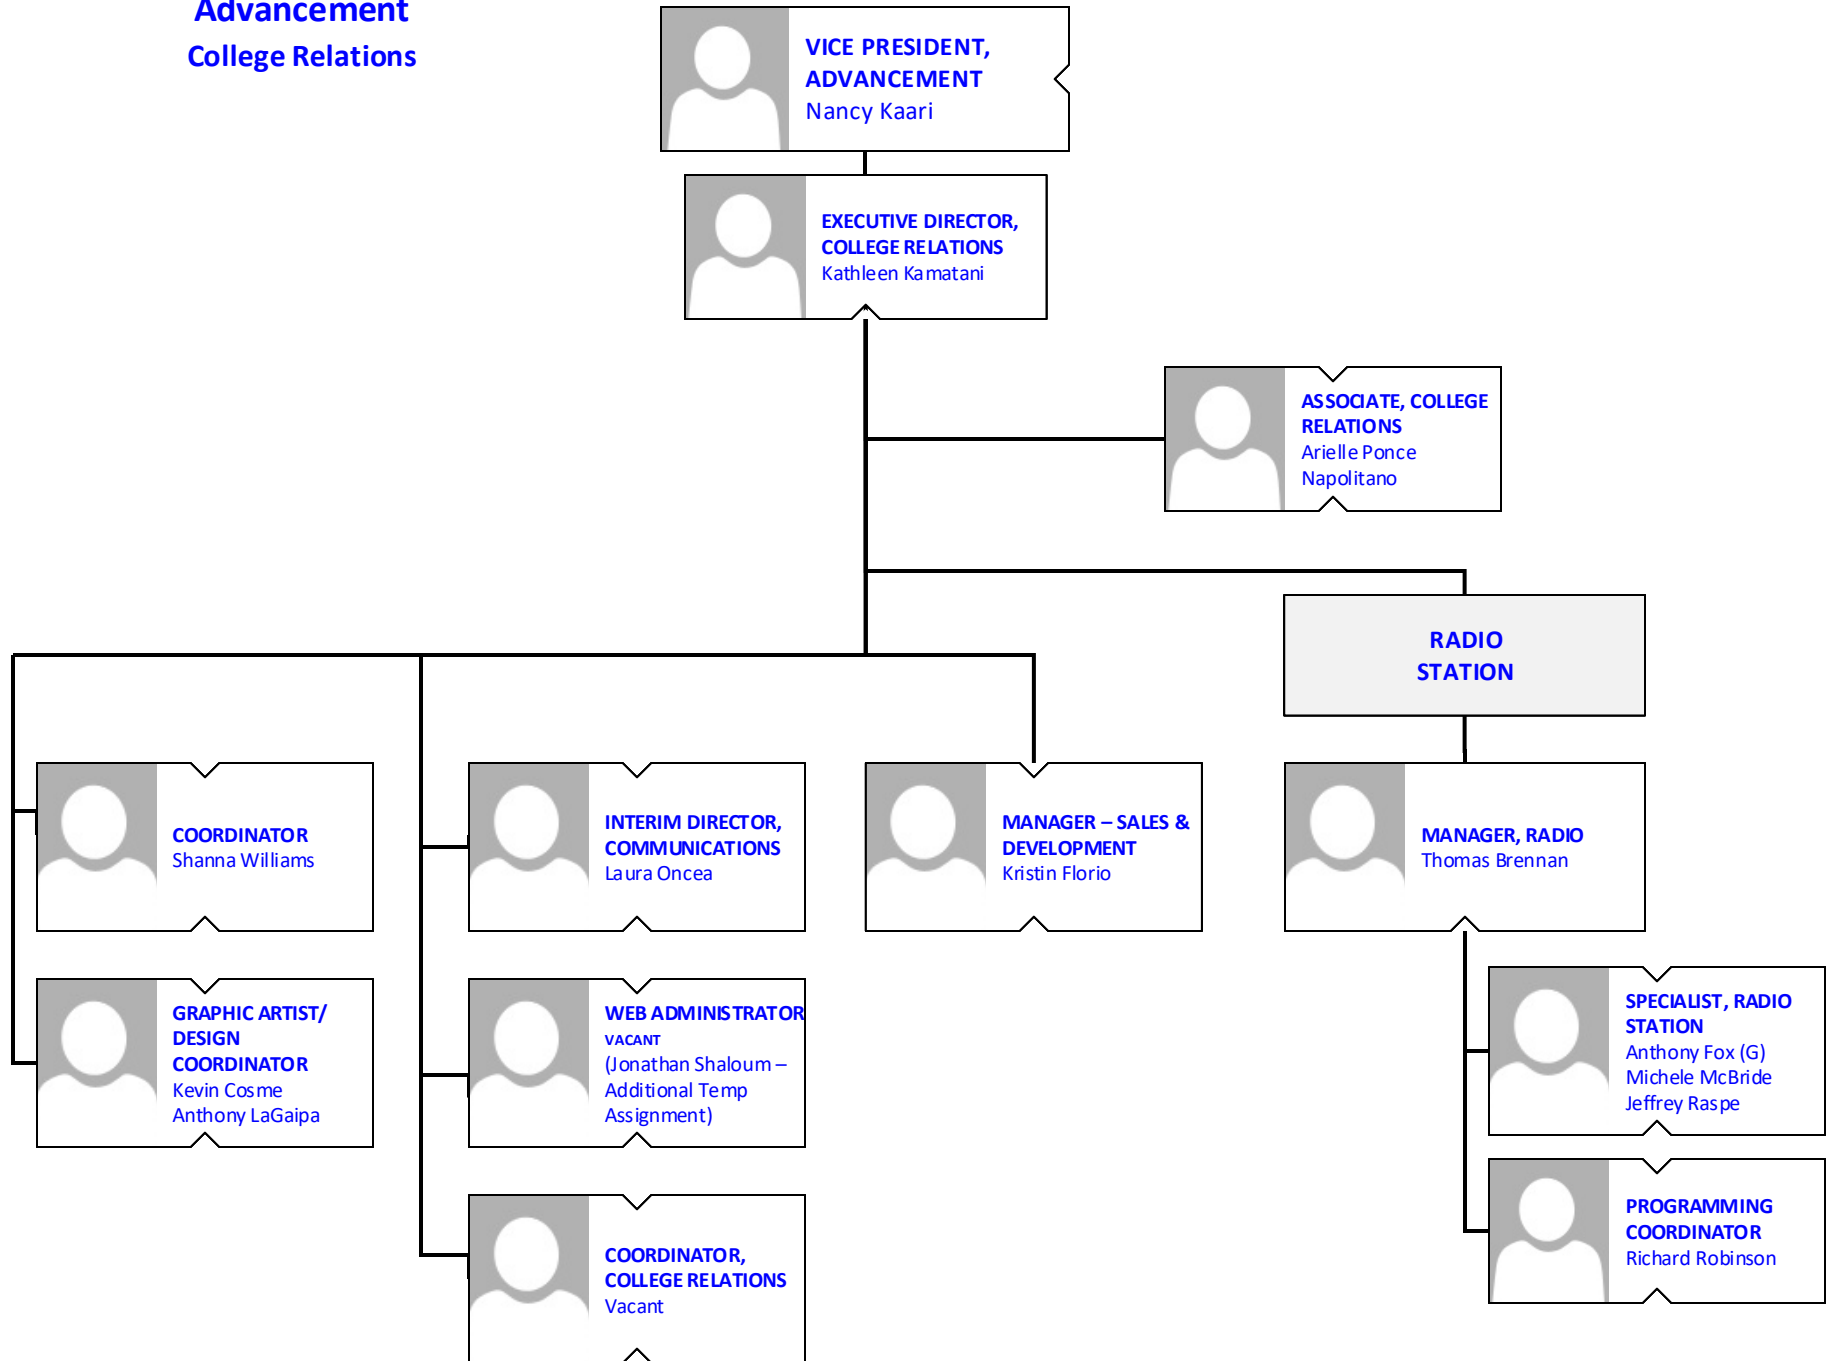 Advancement
College Relations
VICE PRESIDENT,
ADVANCEMENT
Nancy Kaari
EXECUTIVE DIRECTOR,
COLLEGE RELATIONS
Kathleen Kamatani
ASSOCIATE, COLLEGE
RELATIONS
Arielle Ponce
Napolitano
RADIO
STATION
COORDINATOR
Shanna Williams
INTERIM DIRECTOR,
COMMUNICATIONS
Laura Oncea
MANAGER – SALES &
DEVELOPMENT
Kristin Florio
MANAGER, RADIO
Thomas Brennan
GRAPHIC ARTIST/
DESIGN
COORDINATOR
Kevin Cosme
Anthony LaGaipa
WEB ADMINISTRATOR
VACANT
(Jonathan Shaloum –
Additional Temp
Assignment)
SPECIALIST, RADIO
STATION
Anthony Fox (G)
Michele McBride
Jeffrey Raspe
COORDINATOR,
COLLEGE RELATIONS
Vacant
PROGRAMMING
COORDINATOR
Richard Robinson